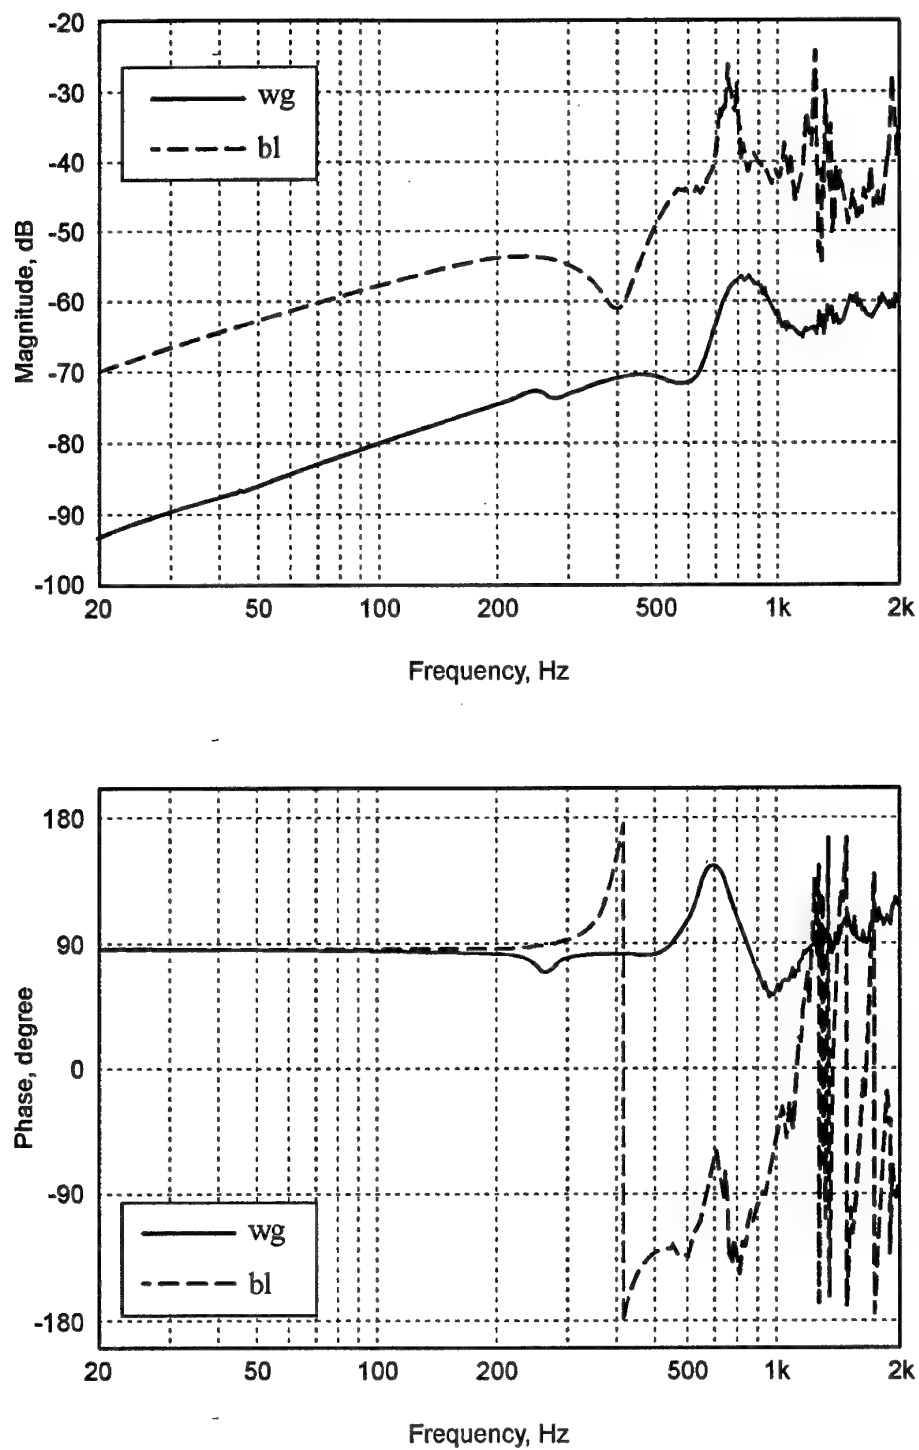 -20
-30
-40
-50
-60
-70
-80
-90
-100
Magnitude, dB
wg
bl
20 50 100 200 500 1k 2k
Frequency, Hz
180
90
0
-90
-180
Phase, degree
wg
bl
20 50 100 200 500 1k 2k
Frequency, Hz